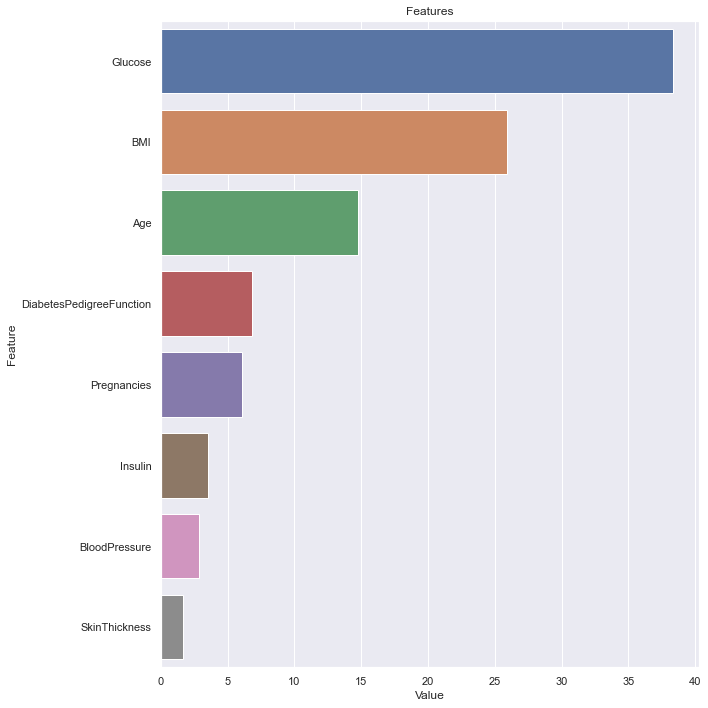 Features
Glucose
BMI
Age
DiabetesPedigreeFunction
Pregnancies
Insulin
BloodPressure
SkinThickness
Feature
0 5 10 15 20 25 30 35 40
Value